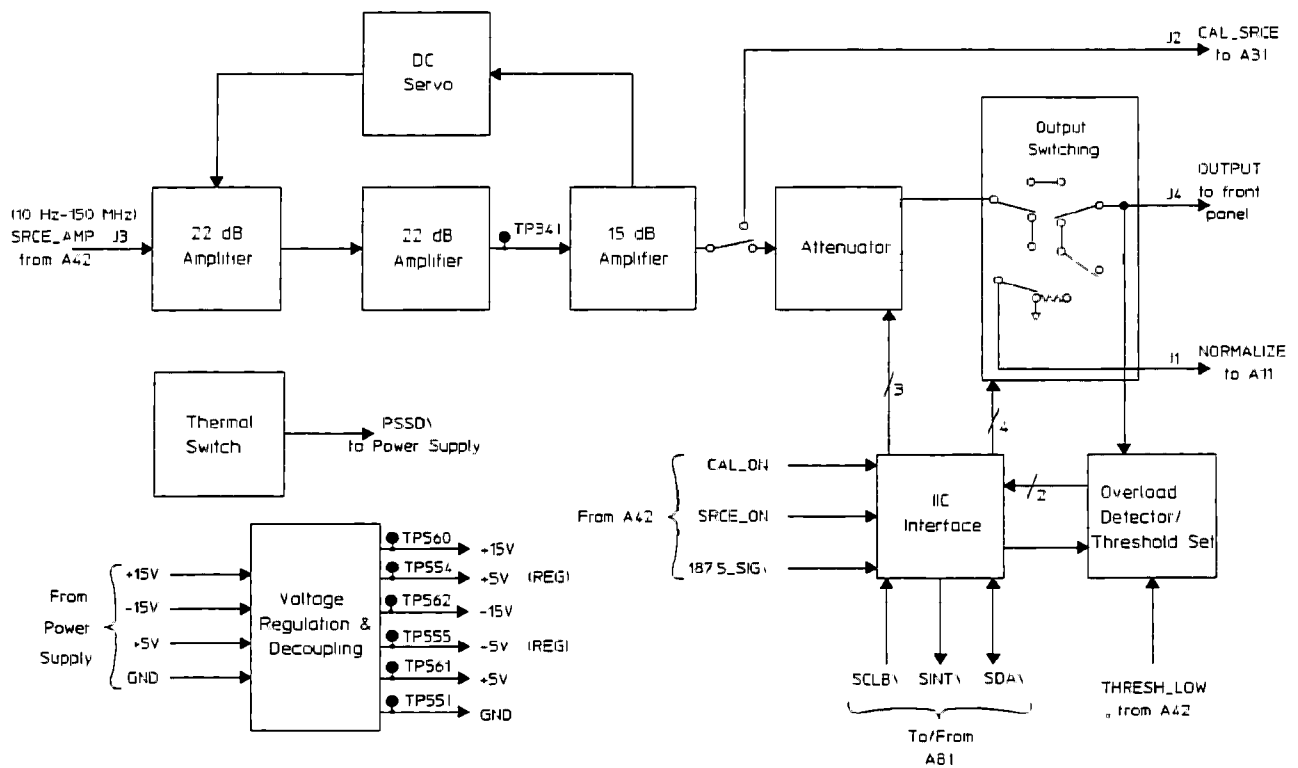 J2 CAL_SRCE
to A31
DC
Servo
Output
Switching
OUTPUT
J4 to front
panel
(10 Hz-150 MHz)
SRCE_AMP J3
from A42
22 dB
Amplifier
22 dB
Amplifier
TP341
15 dB
Amplifier
Attenuator
J1 NORMALIZE
to A11
3
4
Thermal
Switch
PSSD\
to Power Supply
From A42
CAL_ON
SRCE_ON
1875_SIG\
IIC
Interface
2
Overload
Detector/
Threshold Set
From
Power
Supply
+15V
-15V
+5V
GND
Voltage
Regulation &
Decoupling
TP560 +15V
TP554 +5V (REG)
TP562 -15V
TP555 -5V (REG)
TP561 +5V
TP551 GND
SCLB\ SINT\ SDA\
To/From
A81
THRESH_LOW
from A42